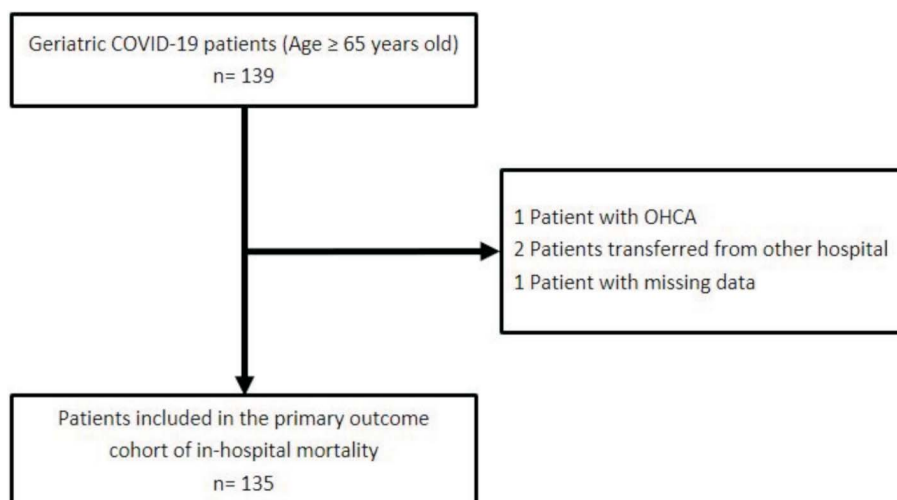 Geriatric COVID-19 patients (Age ≥ 65 years old)
n= 139
1 Patient with OHCA
2 Patients transferred from other hospital
1 Patient with missing data
Patients included in the primary outcome
cohort of in-hospital mortality
n= 135